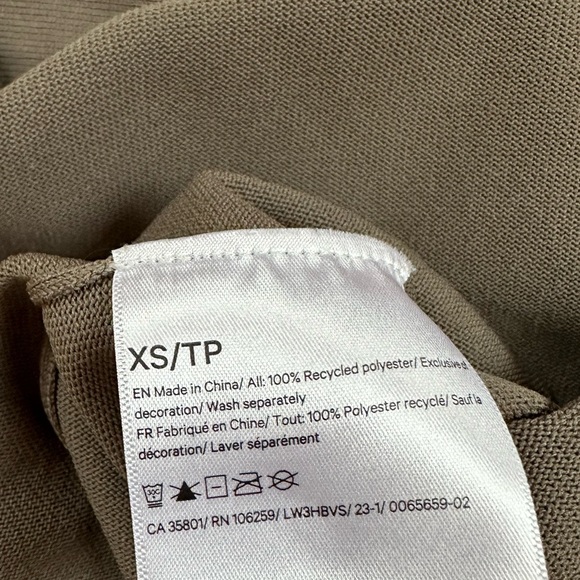 XS/TP
EN Made in China/ All: 100% Recycled polyester/ Exclusive d
decoration/ Wash separately
FR Fabriqué en Chine/ Tout: 100% Polyester recyclé/ Sauf la
décoration/ Laver séparément
30C
CA 35801/ RN 106259/ LW3HBVS/ 23-1/ 0065659-02